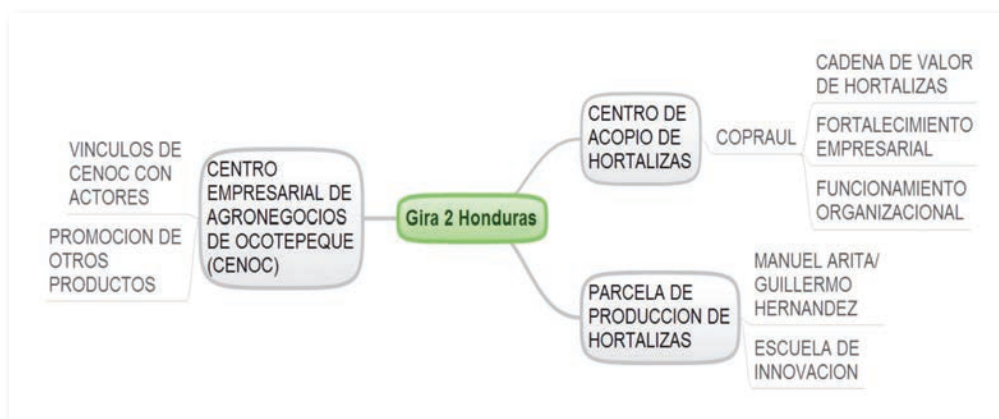 VINCULOS DE
CENOC CON
ACTORES
PROMOCION DE
OTROS
PRODUCTOS
CENTRO
EMPRESARIAL DE
AGRONEGOCIOS
DE OCOTEPEQUE
(CENOC)
Gira 2 Honduras
CENTRO DE
ACOPIO DE
HORTALIZAS
COPRAUL
CADENA DE VALOR
DE HORTALIZAS
FORTALECIMIENTO
EMPRESARIAL
FUNCIONAMIENTO
ORGANIZACIONAL
PARCELA DE
PRODUCCION DE
HORTALIZAS
MANUEL ARITA/
GUILLERMO
HERNANDEZ
ESCUELA DE
INNOVACION